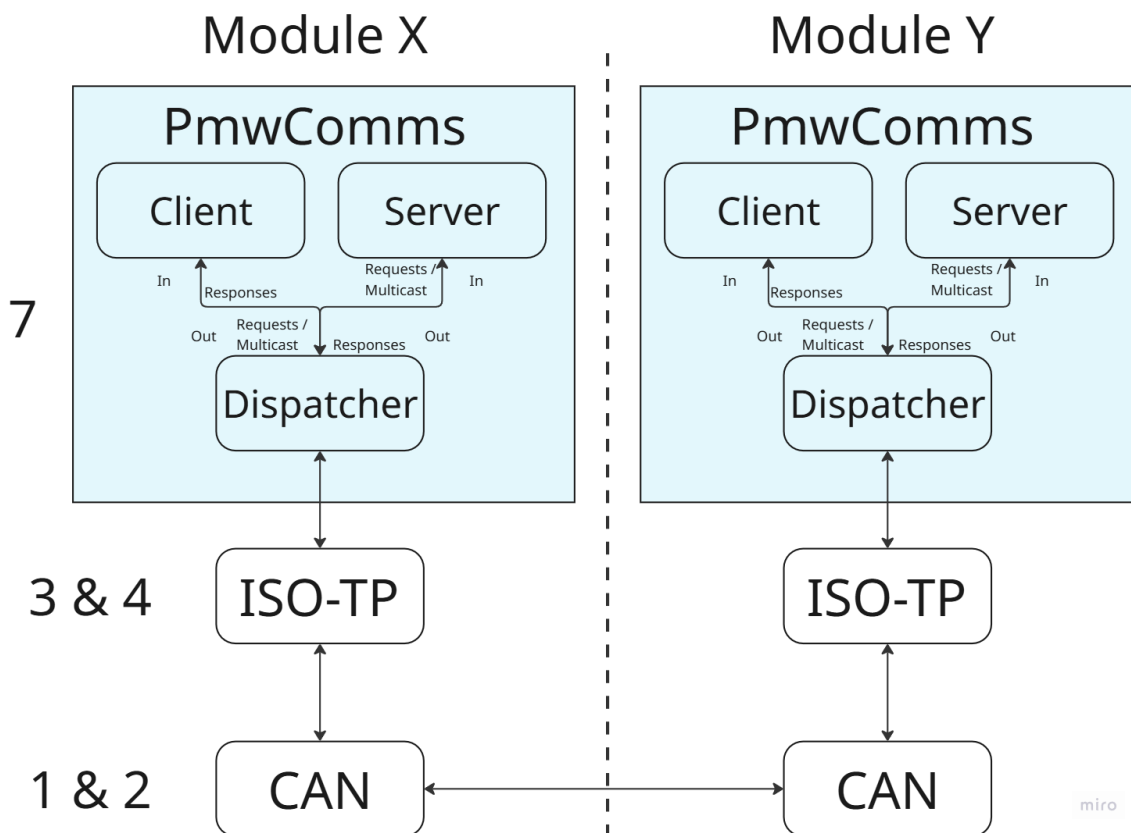 Module X
Module Y
PmwComms
PmwComms
Client
Server
Client
Server
In
Responses
Requests /
Multicast
In
In
Responses
Requests /
Multicast
In
7
Out
Requests /
Multicast
Responses
Out
Out
Requests /
Multicast
Responses
Out
Dispatcher
Dispatcher
3 & 4
ISO-TP
ISO-TP
1 & 2
CAN
CAN
miro